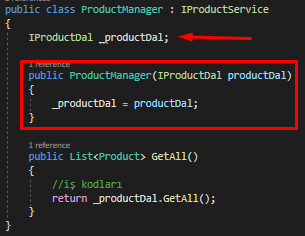 public class ProductManager : IProductService
{
IProductDal _productDal;
1 reference
public ProductManager(IProductDal productDal)
{
_productDal = productDal;
}
1 reference
public List<Product> GetAll()
{
//iş kodları
return _productDal.GetAll();
}
}